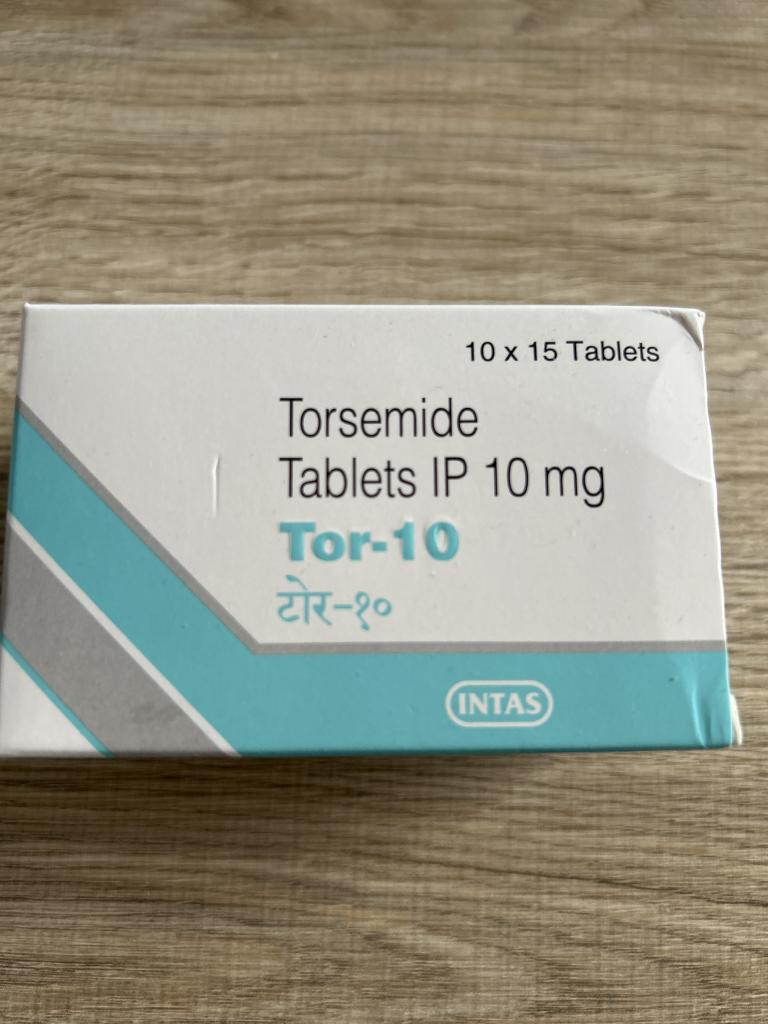 10 x 15 Tablets
Torsemide
Tablets IP 10 mg
Tor-10
टोर-१०
INTAS